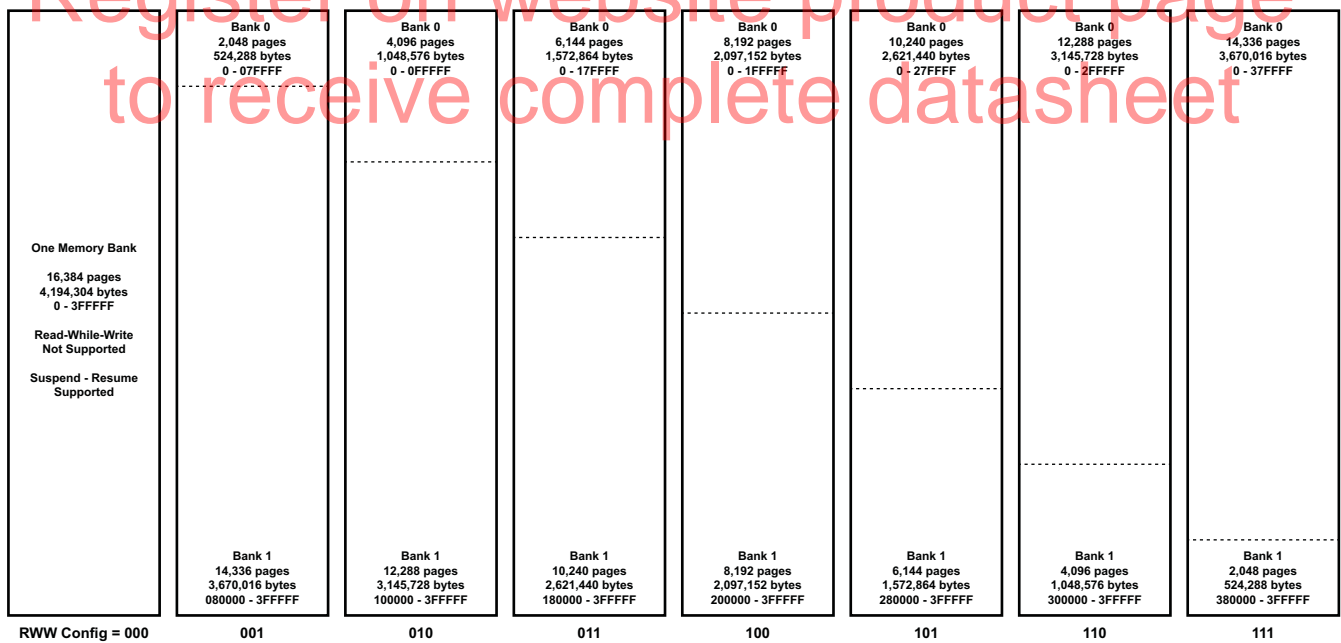 Register on website product page
to receive complete datasheet
One Memory Bank
16,384 pages
4,194,304 bytes
0 - 3FFFFF
Read-While-Write
Not Supported
Suspend - Resume
Supported
RWW Config = 000
Bank 0
2,048 pages
524,288 bytes
0 - 07FFFF
Bank 1
14,336 pages
3,670,016 bytes
080000 - 3FFFFF
001
Bank 0
4,096 pages
1,048,576 bytes
0 - 0FFFFF
Bank 1
12,288 pages
3,145,728 bytes
100000 - 3FFFFF
010
Bank 0
6,144 pages
1,572,864 bytes
0 - 17FFFF
Bank 1
10,240 pages
2,621,440 bytes
180000 - 3FFFFF
011
Bank 0
8,192 pages
2,097,152 bytes
0 - 1FFFFF
Bank 1
8,192 pages
2,097,152 bytes
200000 - 3FFFFF
100
Bank 0
10,240 pages
2,621,440 bytes
0 - 27FFFF
Bank 1
6,144 pages
1,572,864 bytes
280000 - 3FFFFF
101
Bank 0
12,288 pages
3,145,728 bytes
0 - 2FFFFF
Bank 1
4,096 pages
1,048,576 bytes
300000 - 3FFFFF
110
Bank 0
14,336 pages
3,670,016 bytes
0 - 37FFFF
Bank 1
2,048 pages
524,288 bytes
380000 - 3FFFFF
111